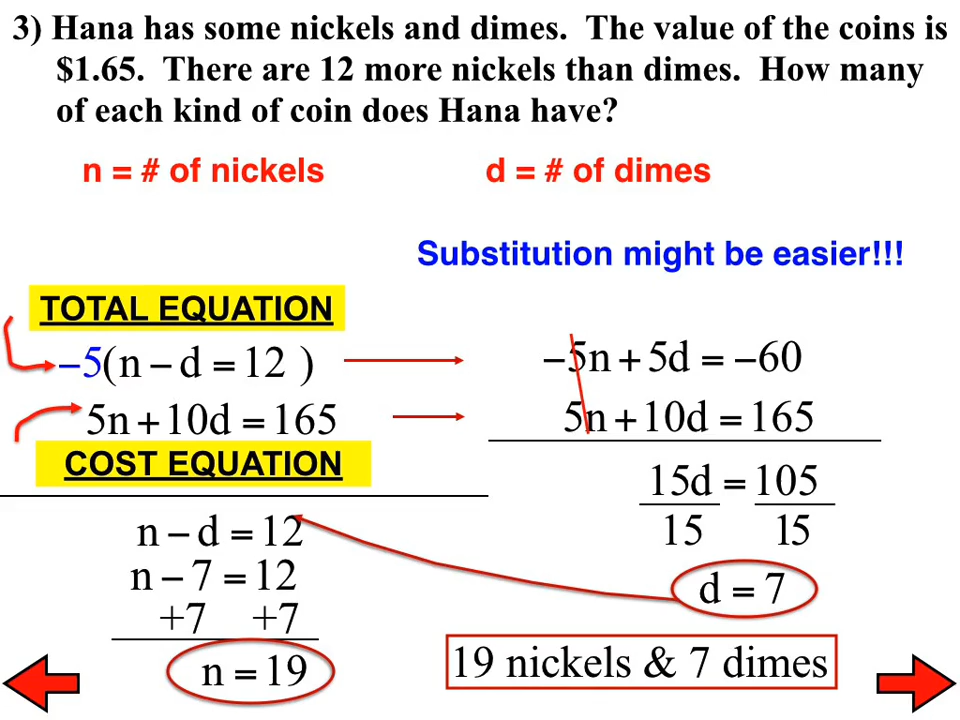 3) Hana has some nickels and dimes. The value of the coins is
$1.65. There are 12 more nickels than dimes. How many
of each kind of coin does Hana have?
n = # of nickels d = # of dimes
Substitution might be easier!!!
TOTAL EQUATION
−5(n − d = 12 ) −5n + 5d = −60
5n + 10d = 165 5n + 10d = 165
COST EQUATION
15d = 105
15 15
d = 7
n − d = 12
n − 7 = 12
+7 +7
n = 19
19 nickels & 7 dimes